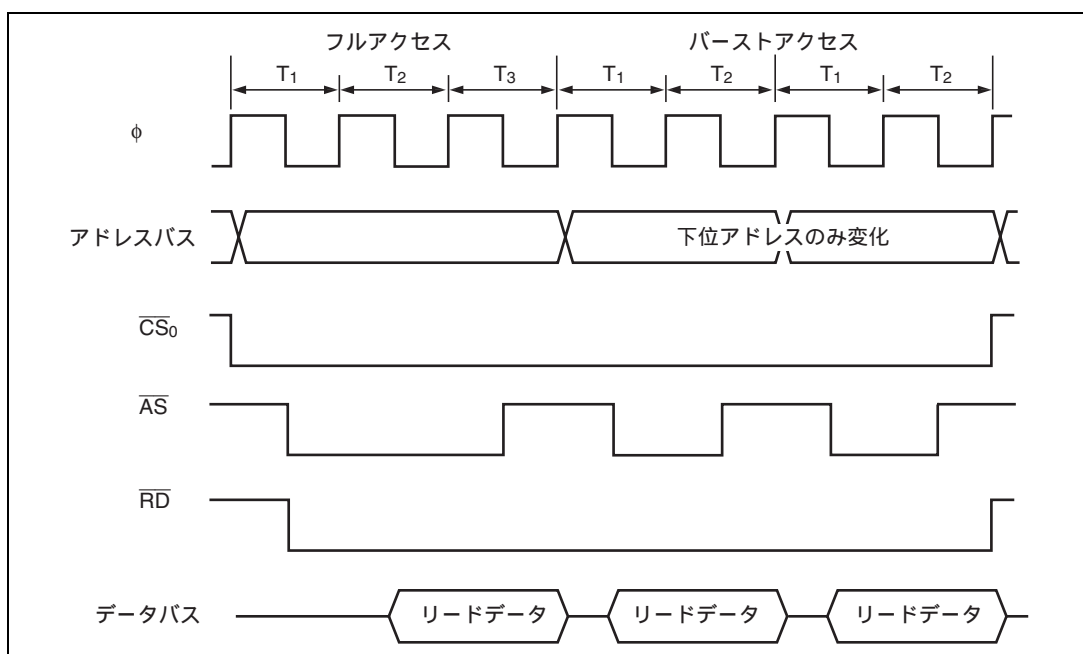 フルアクセス バーストアクセス
T₁ T₂ T₃ T₁ T₂ T₁ T₂
φ
アドレスバス 下位アドレスのみ変化
C̅S̅₀
A̅S̅
R̅D̅
データバス リードデータ リードデータ リードデータ